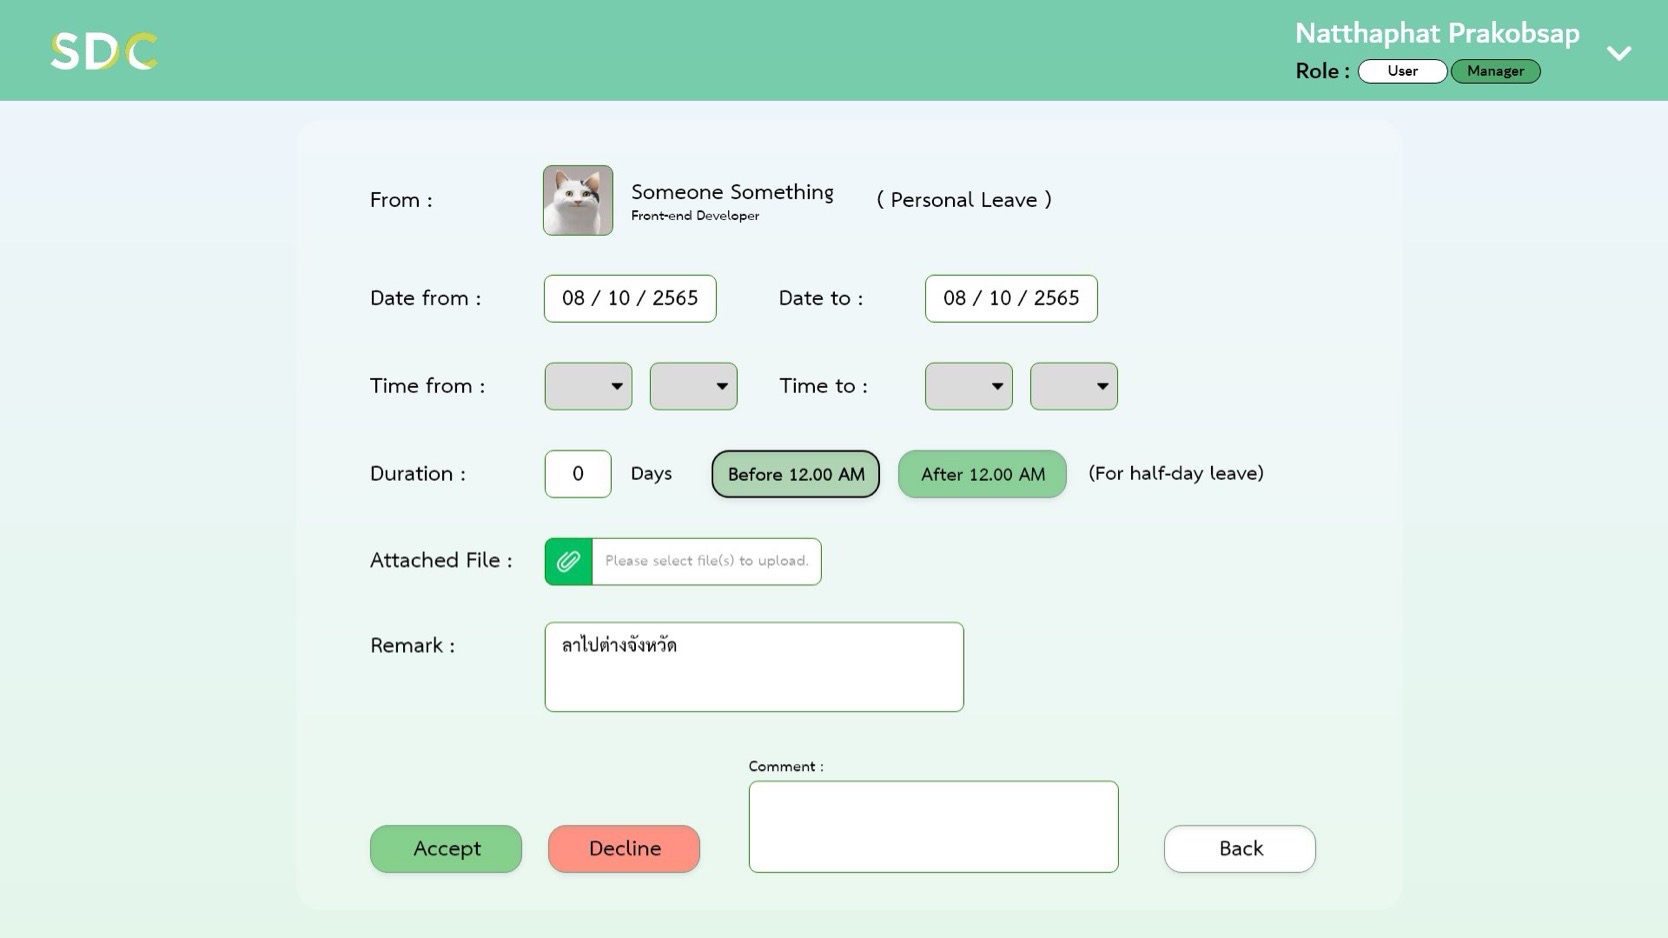 SDC
Natthaphat Prakobsap
Role : User Manager
From : Someone Something ( Personal Leave )
Front-end Developer
Date from : 08 / 10 / 2565 Date to : 08 / 10 / 2565
Time from : Time to :
Duration : 0 Days Before 12.00 AM After 12.00 AM (For half-day leave)
Attached File : Please select file(s) to upload.
Remark : ลาไปต่างจังหวัด
Comment :
Accept Decline Back